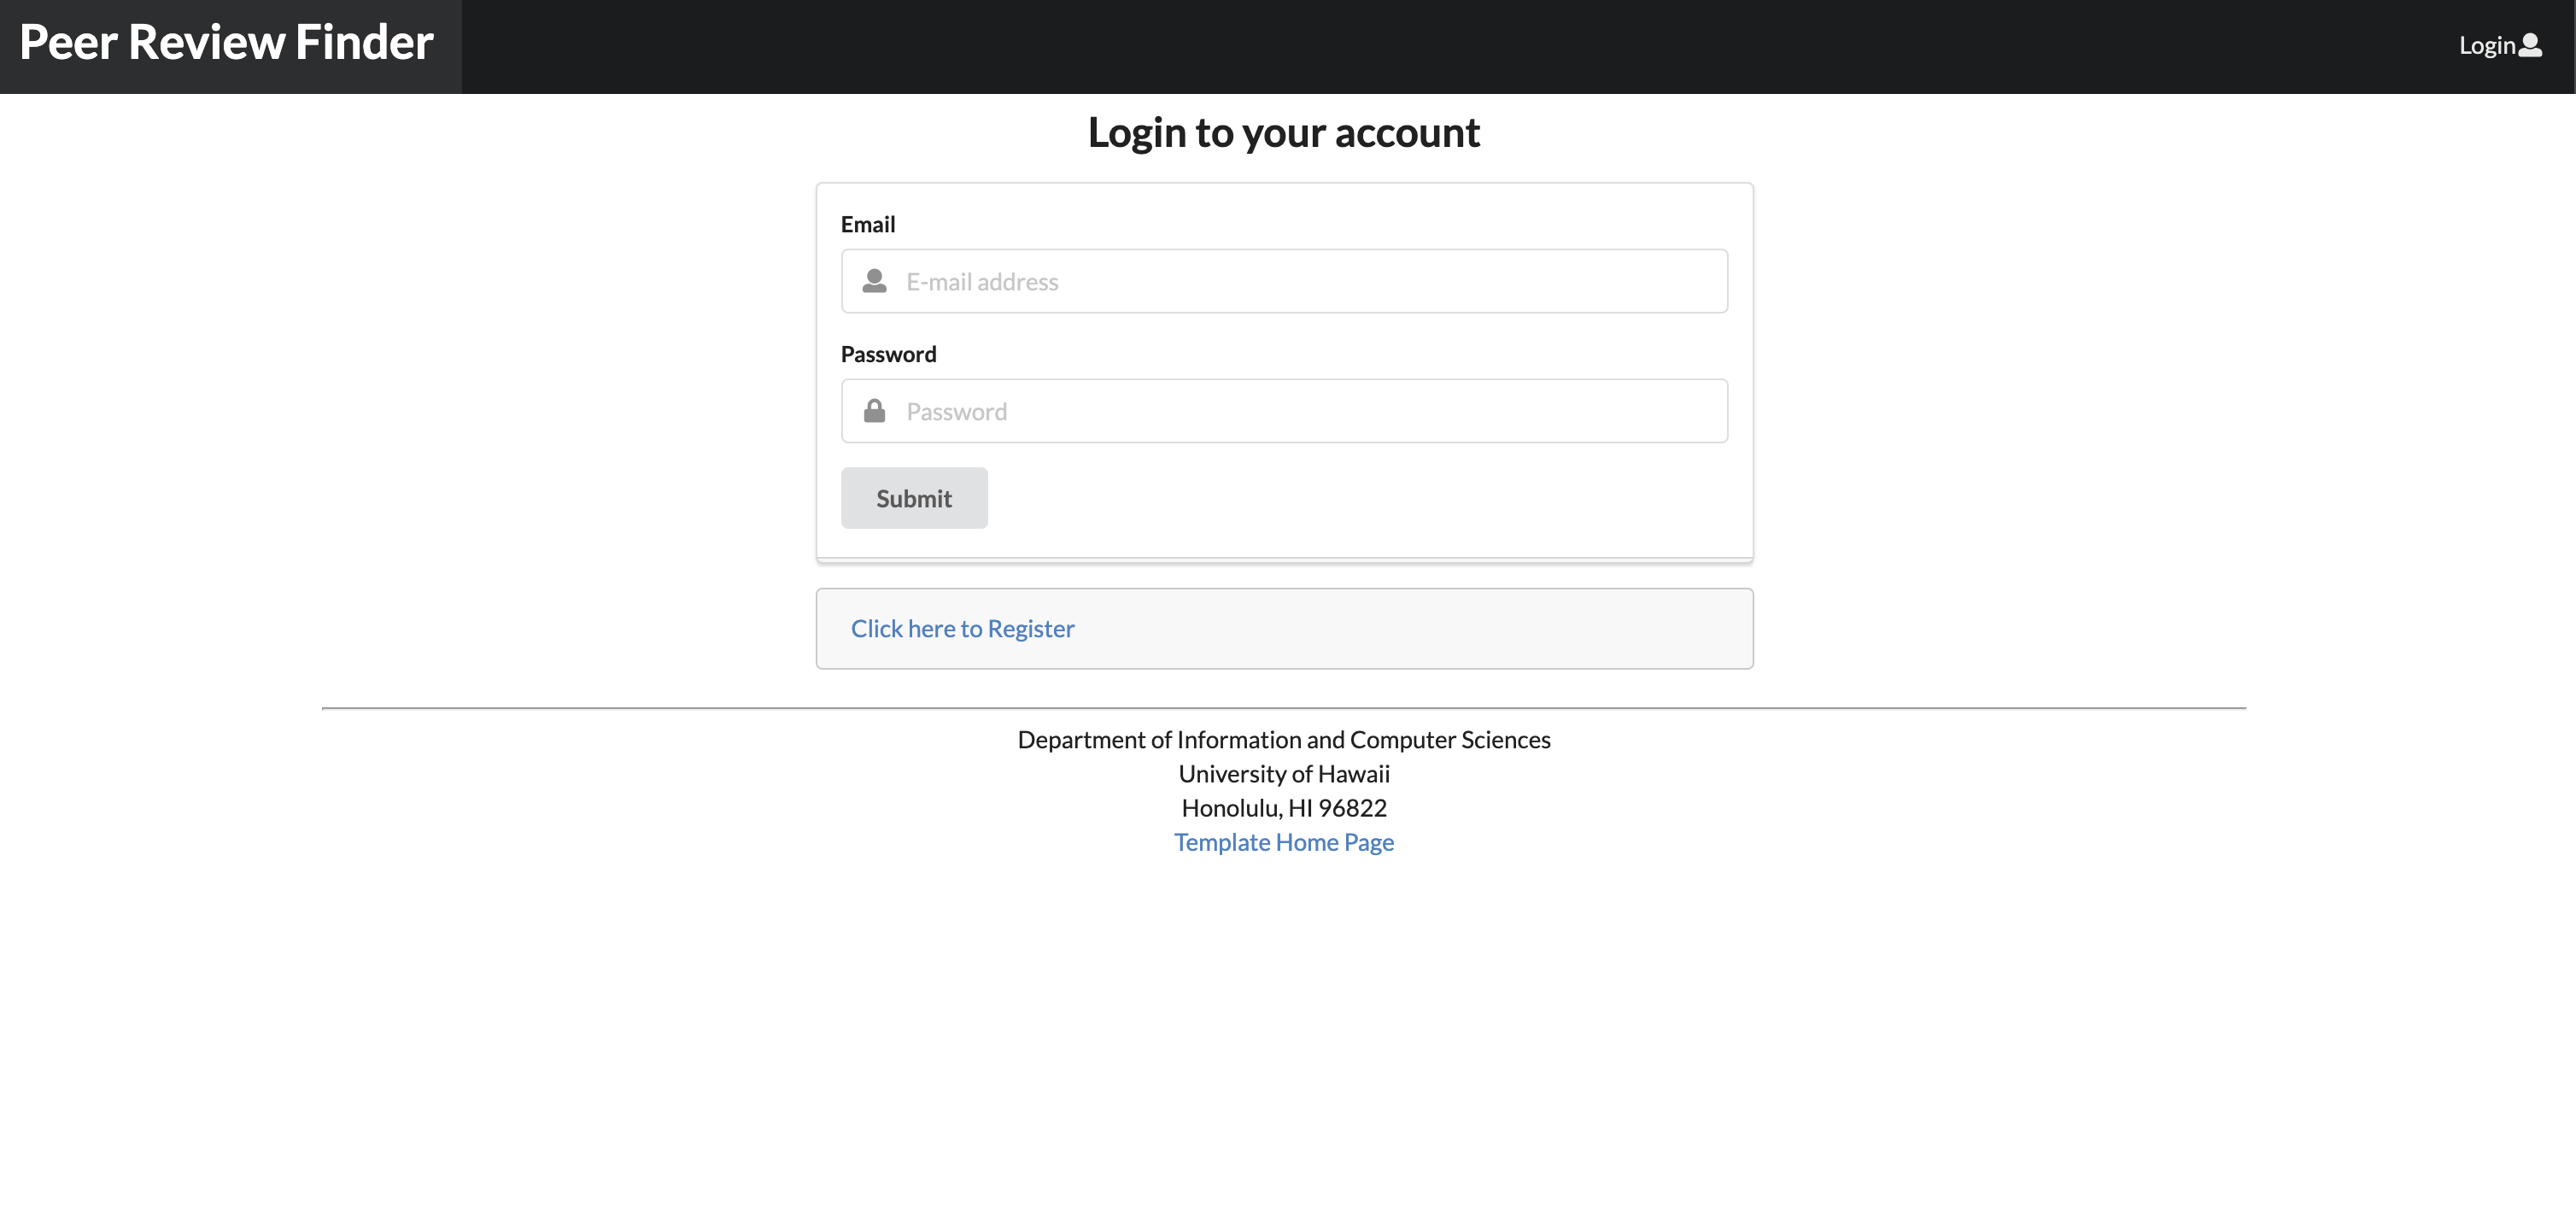 Peer Review Finder
Login
Login to your account
Email
E-mail address
Password
Password
Submit
Click here to Register
Department of Information and Computer Sciences
University of Hawaii
Honolulu, HI 96822
Template Home Page